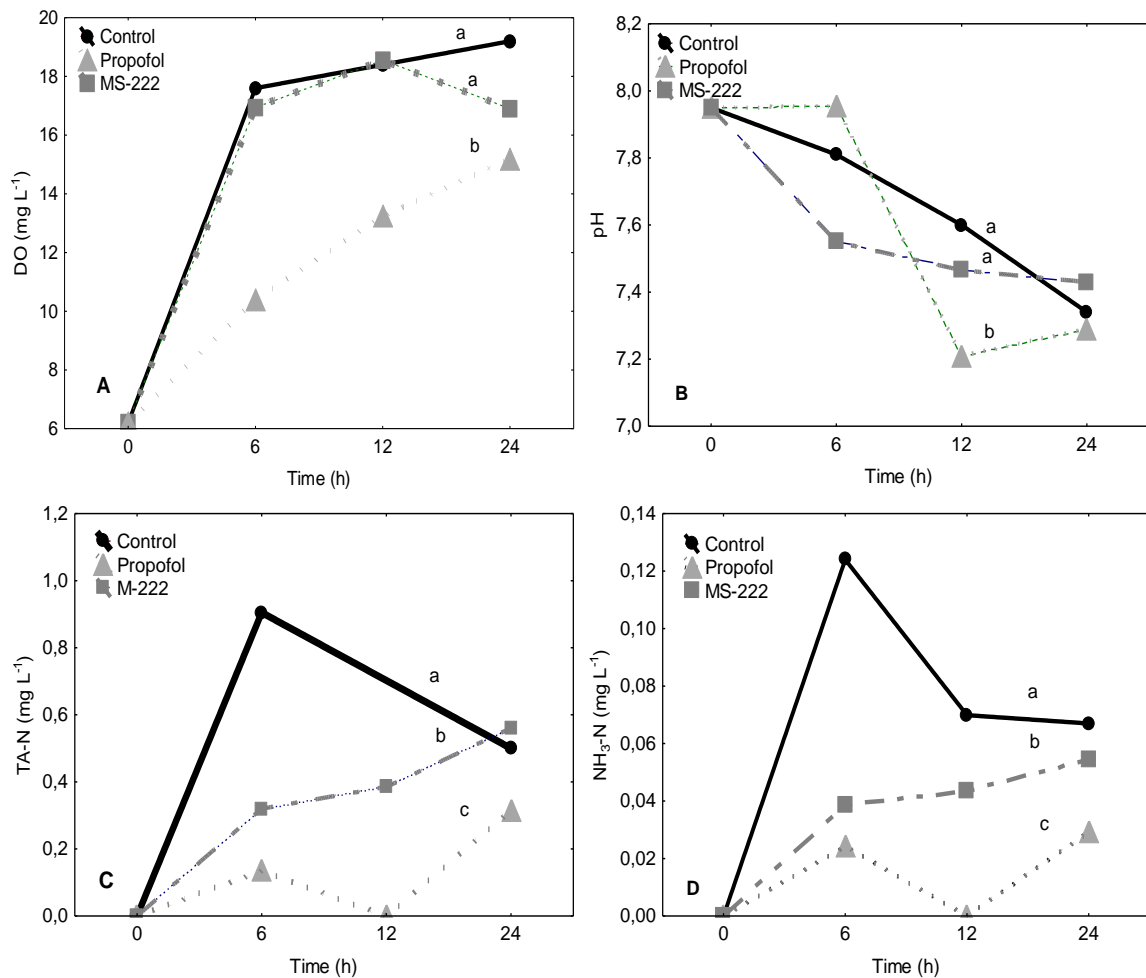 20
18
16
14
12
10
8
6
DO (mg L⁻¹)
Control
Propofol
MS-222
a
a
b
A
0 6 12 24
Time (h)
8,2
8,0
7,8
7,6
7,4
7,2
7,0
pH
Control
Propofol
MS-222
a
a
b
B
0 6 12 24
Time (h)
1,2
1,0
0,8
0,6
0,4
0,2
0,0
TA-N (mg L⁻¹)
Control
Propofol
M-222
a
b
c
C
0 6 12 24
Time (h)
0,14
0,12
0,10
0,08
0,06
0,04
0,02
0,00
NH₃-N (mg L⁻¹)
Control
Propofol
MS-222
a
b
c
D
0 6 12 24
Time (h)